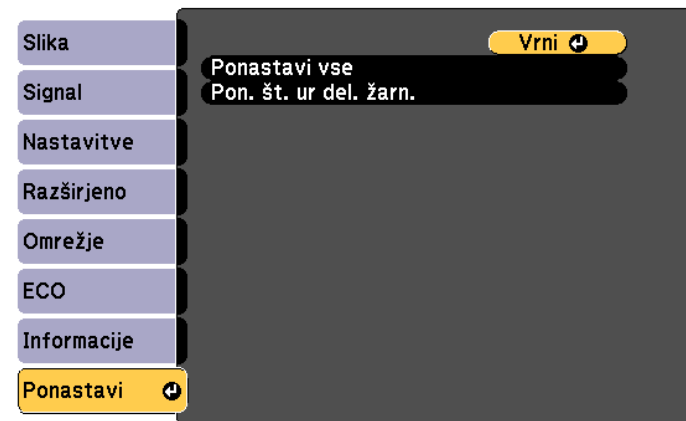 Slika
Signal
Nastavitve
Razširjeno
Omrežje
ECO
Informacije
Ponastavi
Vrni
Ponastavi vse
Pon. št. ur del. žarn.